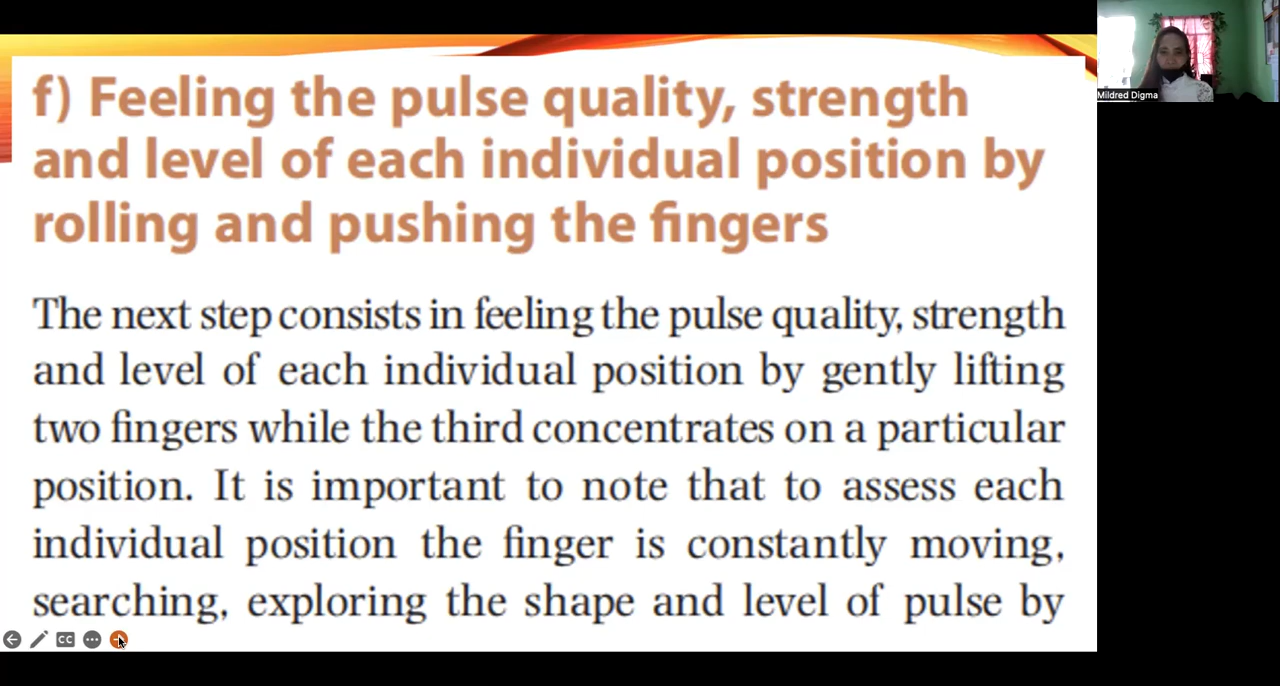 f) Feeling the pulse quality, strength
and level of each individual position by
rolling and pushing the fingers
The next step consists in feeling the pulse quality, strength
and level of each individual position by gently lifting
two fingers while the third concentrates on a particular
position. It is important to note that to assess each
individual position the finger is constantly moving,
searching, exploring the shape and level of pulse by
CC
Mildred Digma